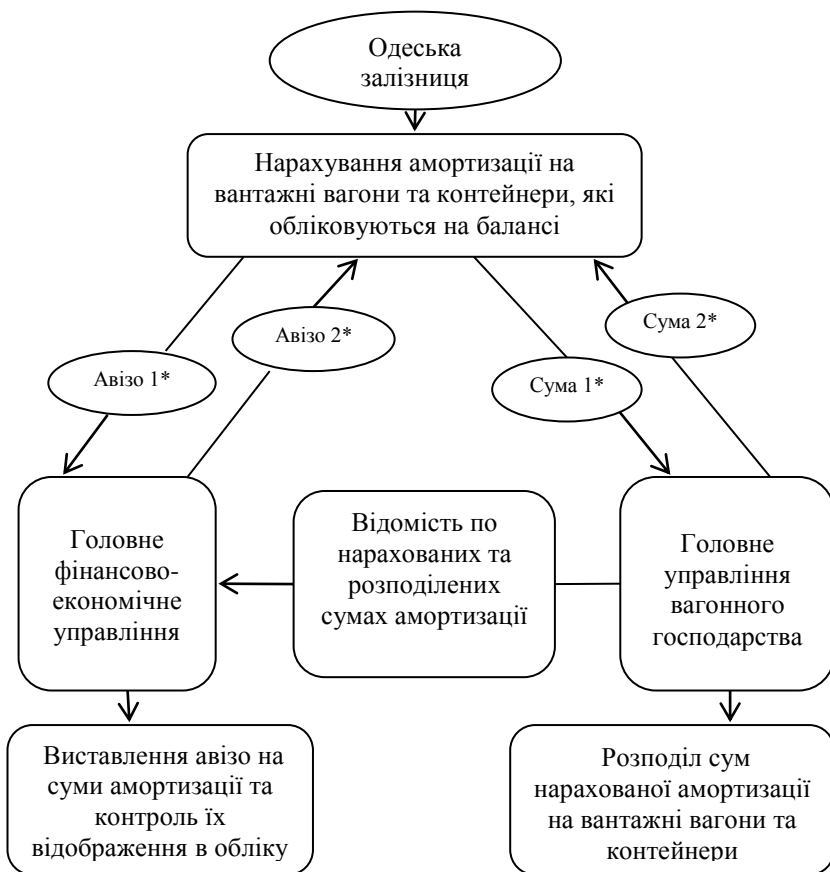 Одеська
залізниця
Нарахування амортизації на
вантажні вагони та контейнери, які
обліковуються на балансі
Авізо 1*
Авізо 2*
Сума 1*
Сума 2*
Головне
фінансово-
економічне
управління
Відомість по
нарахованих та
розподілених
сумах амортизації
Головне
управління
вагонного
господарства
Виставлення авізо на
суми амортизації та
контроль їх
відображення в обліку
Розподіл сум
нарахованої амортизації
на вантажні вагони та
контейнери